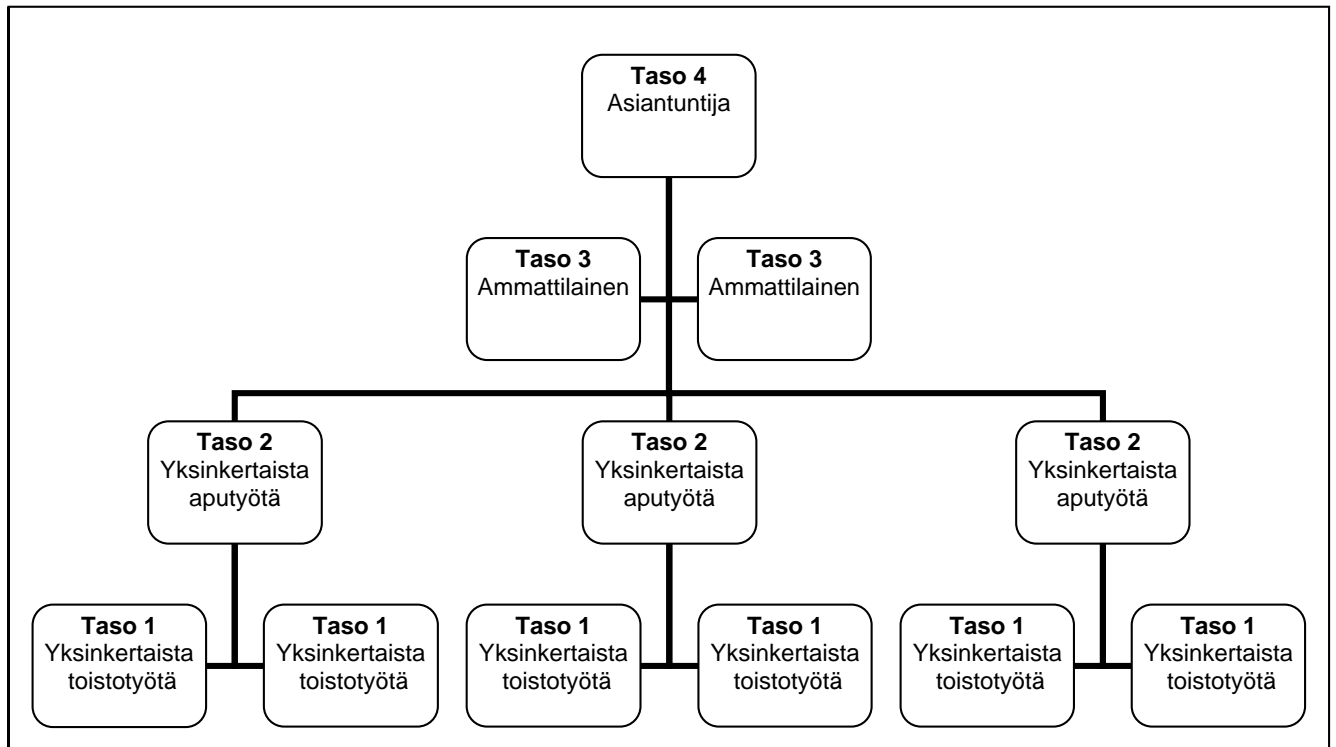 Taso 4
Asiantuntija
Taso 3
Ammattilainen
Taso 3
Ammattilainen
Taso 2
Yksinkertaista
aputyötä
Taso 2
Yksinkertaista
aputyötä
Taso 2
Yksinkertaista
aputyötä
Taso 1
Yksinkertaista
toistotyötä
Taso 1
Yksinkertaista
toistotyötä
Taso 1
Yksinkertaista
toistotyötä
Taso 1
Yksinkertaista
toistotyötä
Taso 1
Yksinkertaista
toistotyötä
Taso 1
Yksinkertaista
toistotyötä